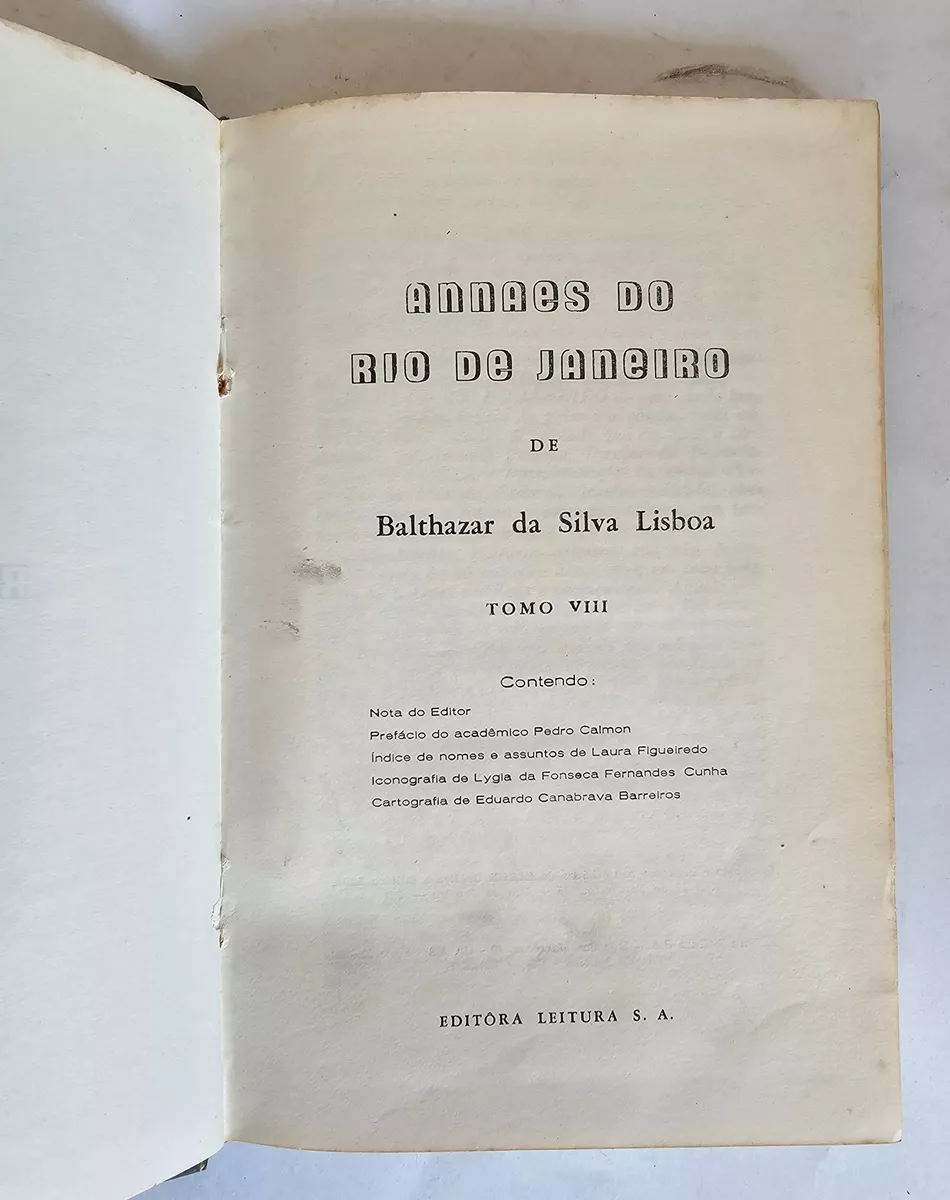 ANNAES DO
RIO DE JANEIRO
DE
Balthazar da Silva Lisboa
TOMO VIII
Contendo:
Nota do Editor
Prefácio do acadêmico Pedro Calmon
Índice de nomes e assuntos de Laura Figueiredo
Iconografia de Lygia da Fonseca Fernandes Cunha
Cartografia de Eduardo Canabrava Barreiros
EDITÔRA LEITURA S. A.